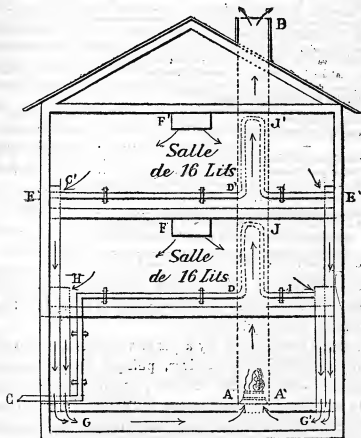 B
F' J'
Salle
de 16 Lits
C'
E D' E'
F J
Salle
de 16 Lits
H
D I
C A A'
G G'